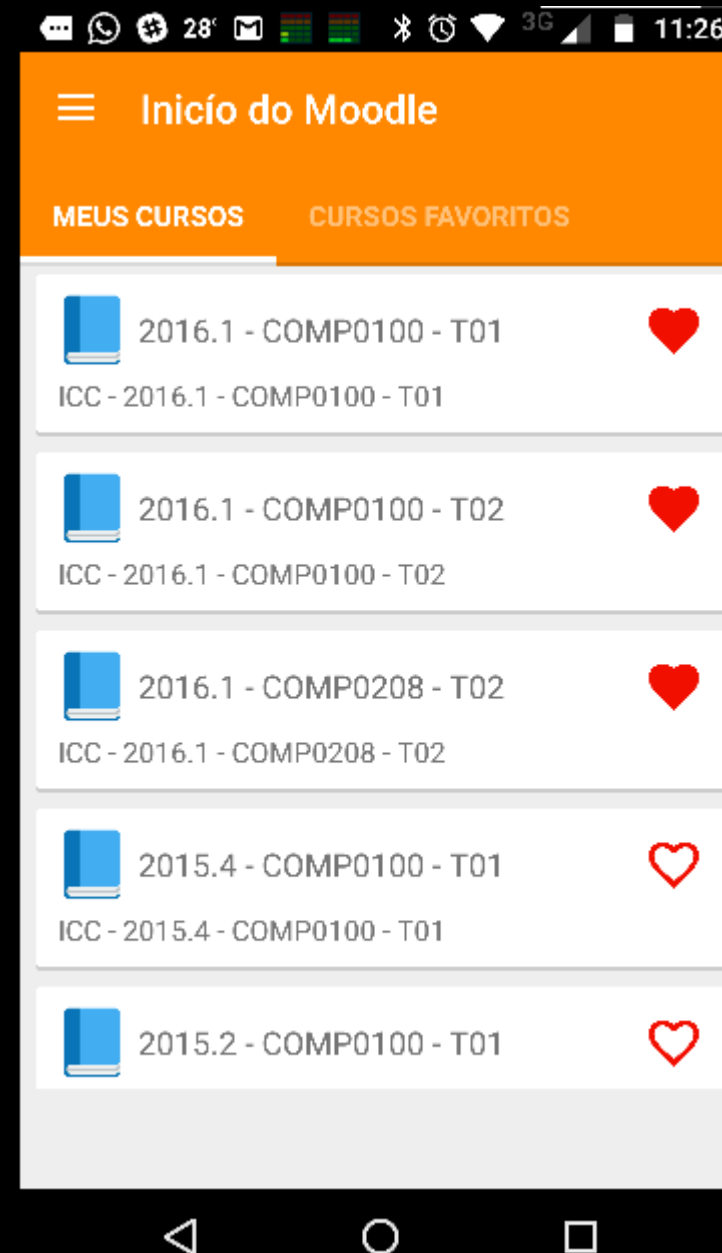 28°
3G
11:26
Inicío do Moodle
MEUS CURSOS CURSOS FAVORITOS
2016.1 - COMP0100 - T01
ICC - 2016.1 - COMP0100 - T01
2016.1 - COMP0100 - T02
ICC - 2016.1 - COMP0100 - T02
2016.1 - COMP0208 - T02
ICC - 2016.1 - COMP0208 - T02
2015.4 - COMP0100 - T01
ICC - 2015.4 - COMP0100 - T01
2015.2 - COMP0100 - T01